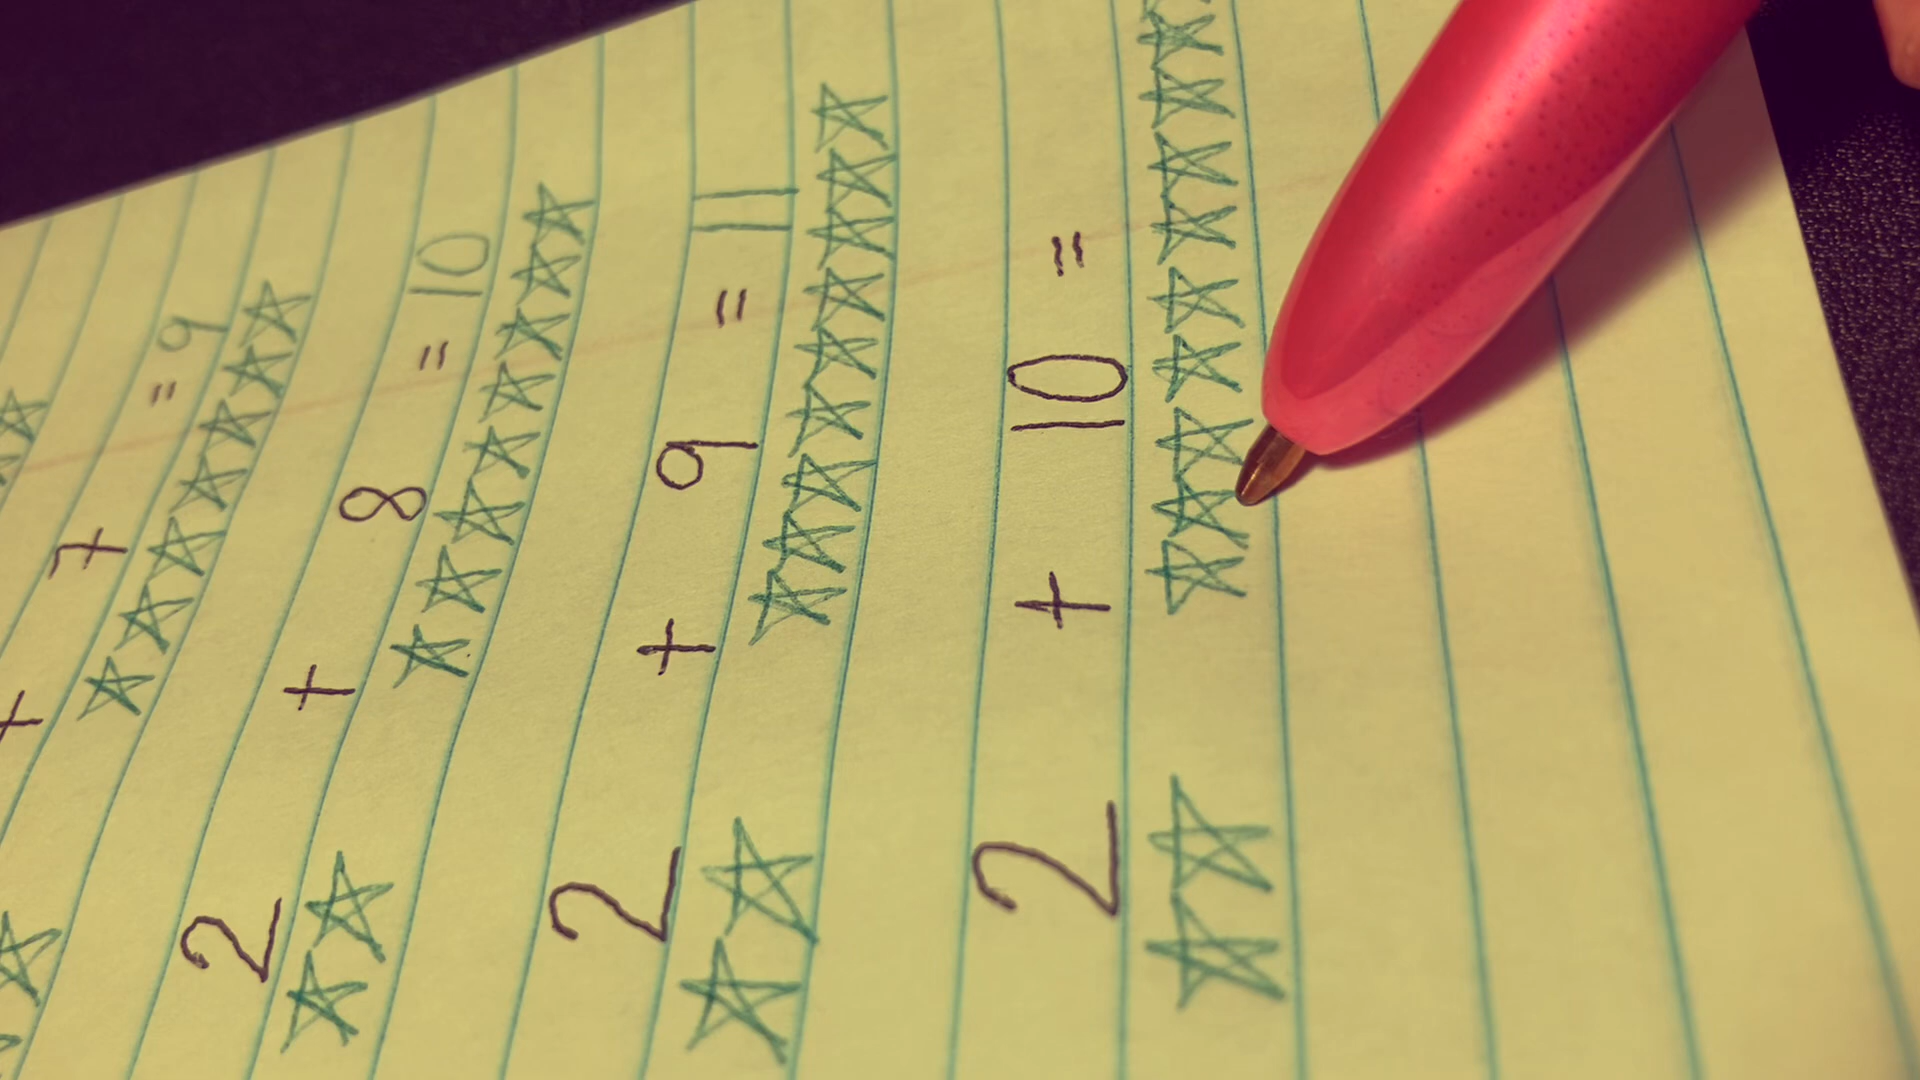 + 7 = 9
2 + 8 = 10
2 + 9 = 11
2 + 10 =